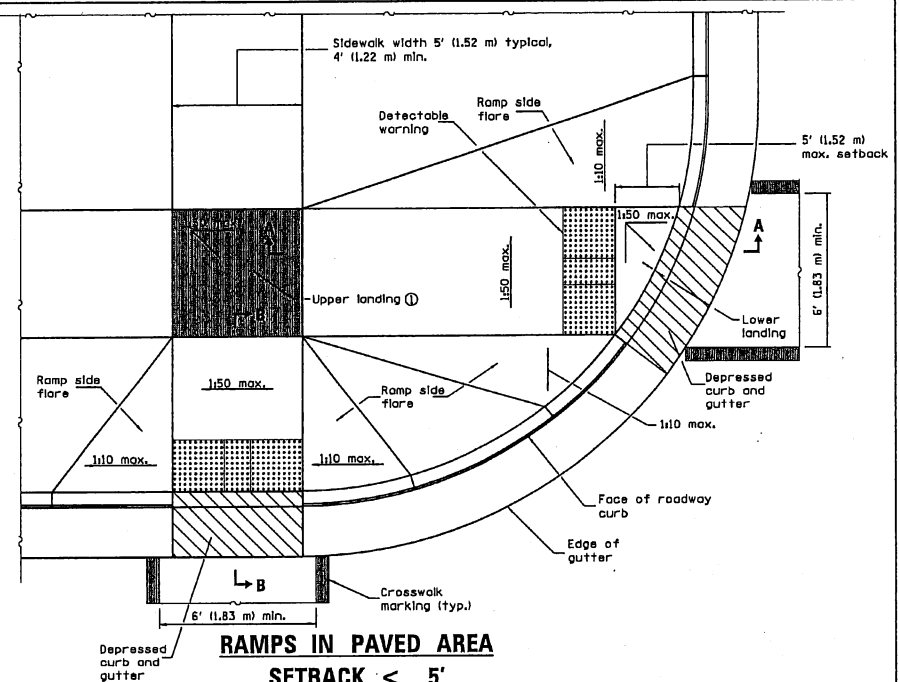 Sidewalk width 5' (1.52 m) typical,
4' (1.22 m) min.
Detectable
warning
Ramp side
flare
1:10 max.
5' (1.52 m)
max. setback
1:50 max.
A
A
1:50 max.
6' (1.83 m) min.
Upper landing ①
B
Lower
landing
Ramp side
flare
1:50 max.
Ramp side
flare
Depressed
curb and
gutter
1:10 max.
1:10 max.
1:10 max.
Face of roadway
curb
Edge of
gutter
B
Crosswalk
marking (typ.)
6' (1.83 m) min.
Depressed
curb and
gutter
RAMPS IN PAVED AREA
SETBACK < 5'